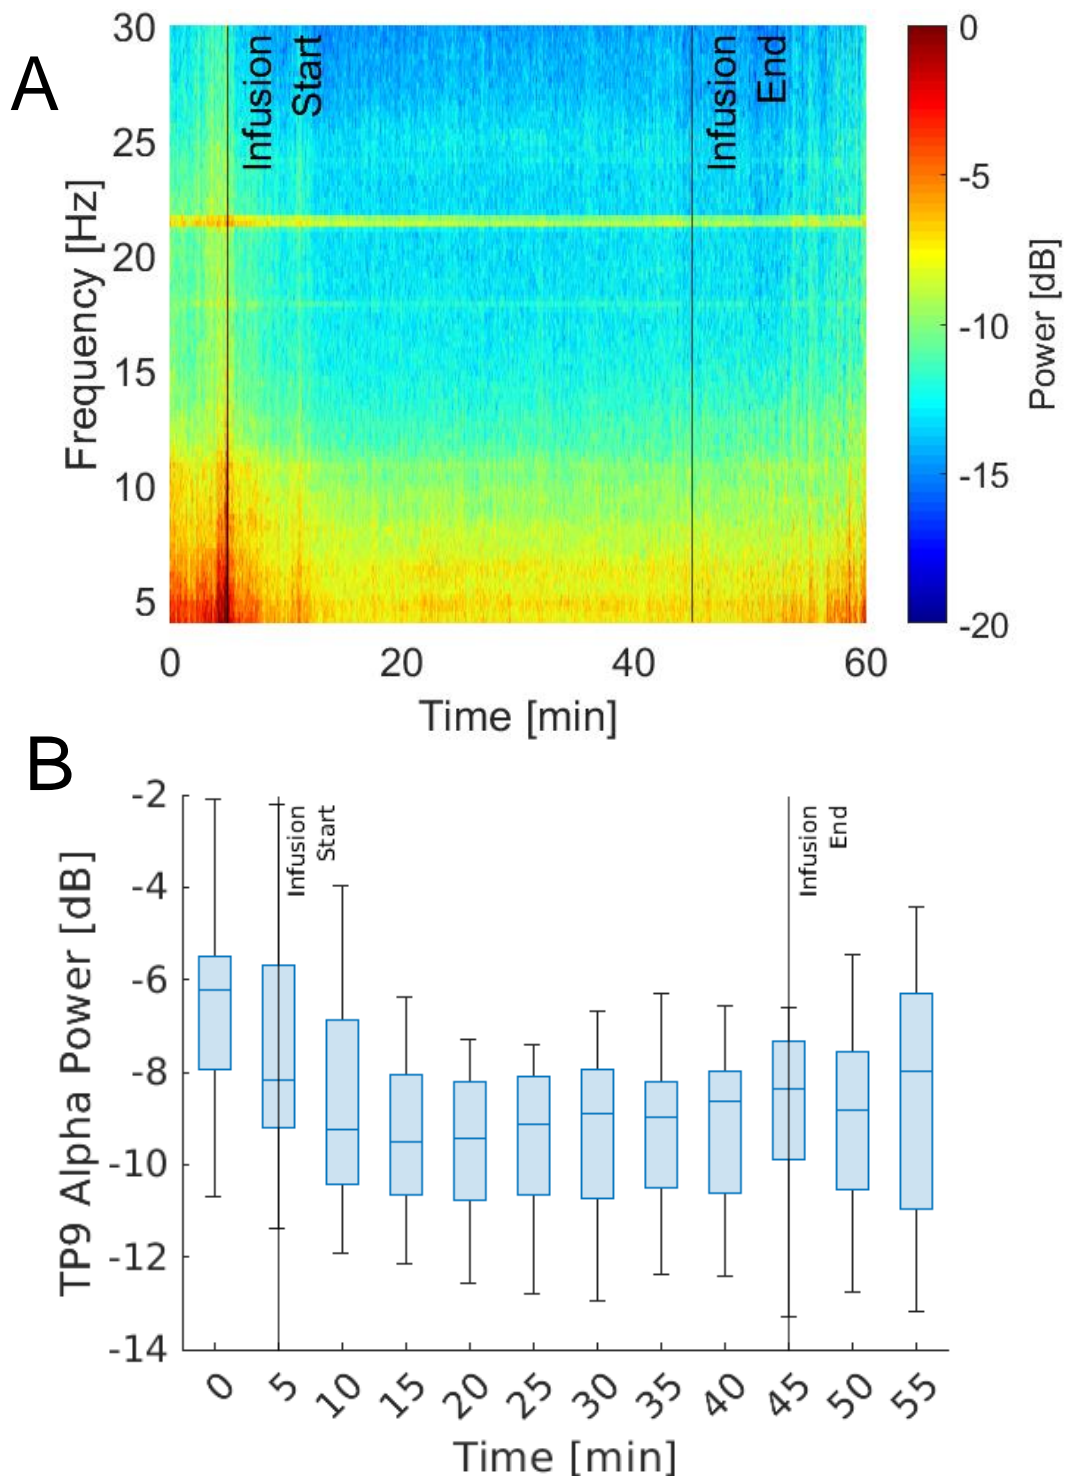 A
30
25
20
15
10
5
Frequency [Hz]
Infusion
Start
Infusion
End
0
20
40
60
Time [min]
0
-5
-10
-15
-20
Power [dB]
B
-2
-4
-6
-8
-10
-12
-14
TP9 Alpha Power [dB]
Infusion
Start
Infusion
End
0
5
10
15
20
25
30
35
40
45
50
55
Time [min]